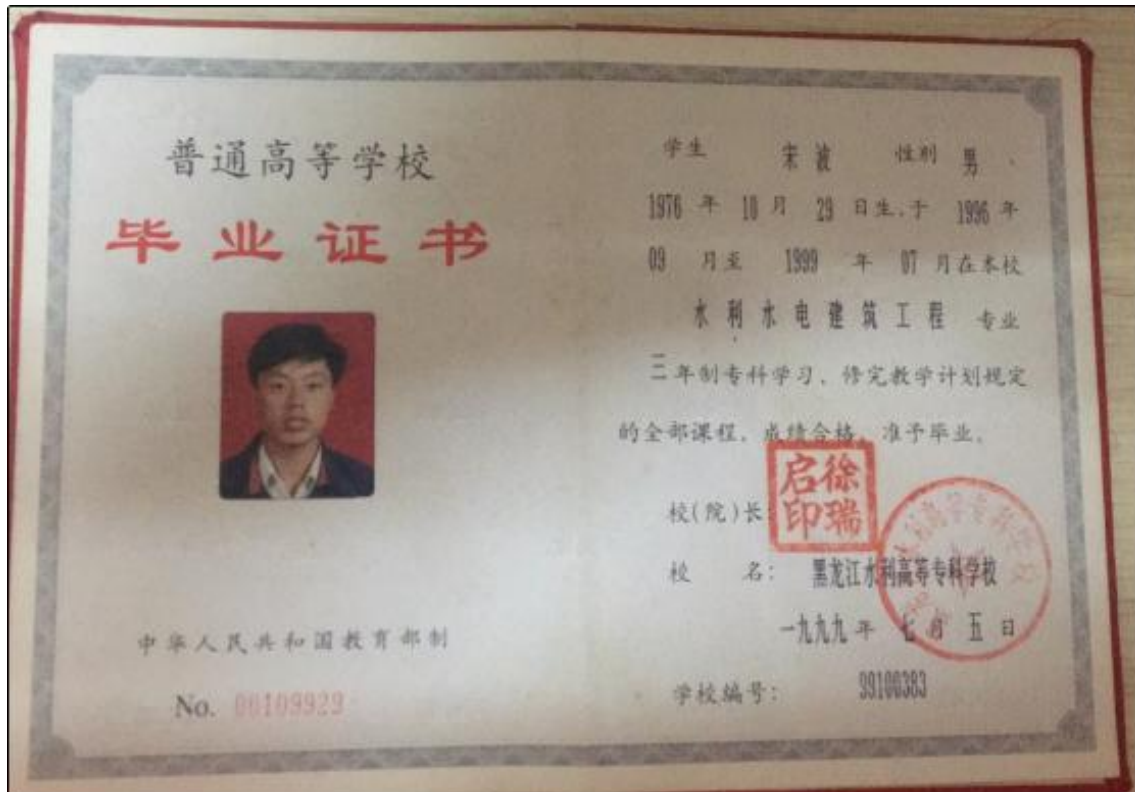 普通高等学校
毕业证书
中华人民共和国教育部制
No. 00109929
学生 宋波 性别 男、
1976 年 10 月 29 日生,于 1996 年
09 月至 1999 年 07 月在本校
水利水电建筑工程 专业
二年制专科学习、修完教学计划规定
的全部课程,成绩合格,准予毕业。
徐瑞启印
校(院)长:
校 名: 黑龙江水利高等专科学校
一九九九年 七月 五 日
学校编号: 99100383